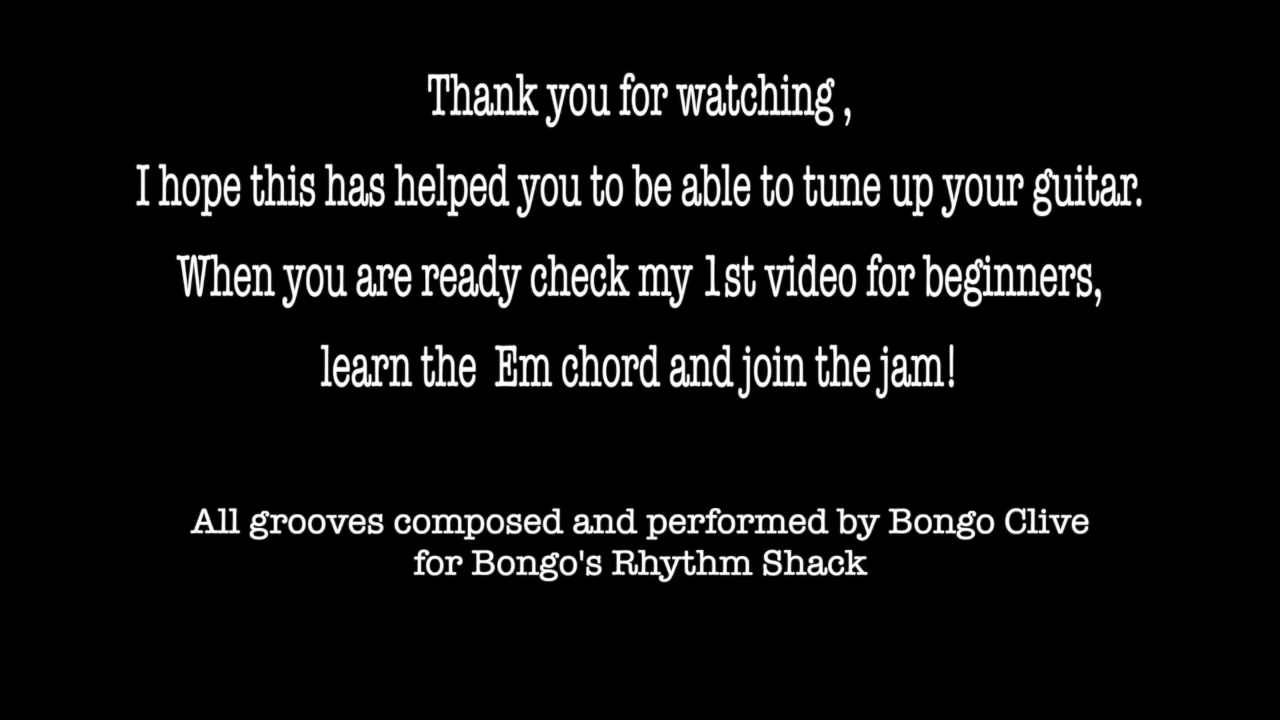 Thank you for watching ,
I hope this has helped you to be able to tune up your guitar.
When you are ready check my 1st video for beginners,
learn the  Em chord and join the jam!
All grooves composed and performed by Bongo Clive
for Bongo's Rhythm Shack